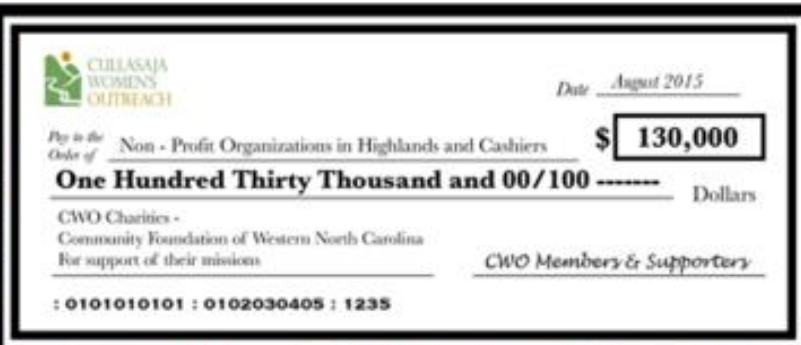 CULLASAJA
WOMEN'S
OUTREACH
Date August 2015
Pay to the
Order of Non - Profit Organizations in Highlands and Cashiers $ 130,000
One Hundred Thirty Thousand and 00/100 -------
Dollars
CWO Charities -
Community Foundation of Western North Carolina
For support of their missions
CWO Members & Supporters
: 0101010101 : 0102030405 : 1235